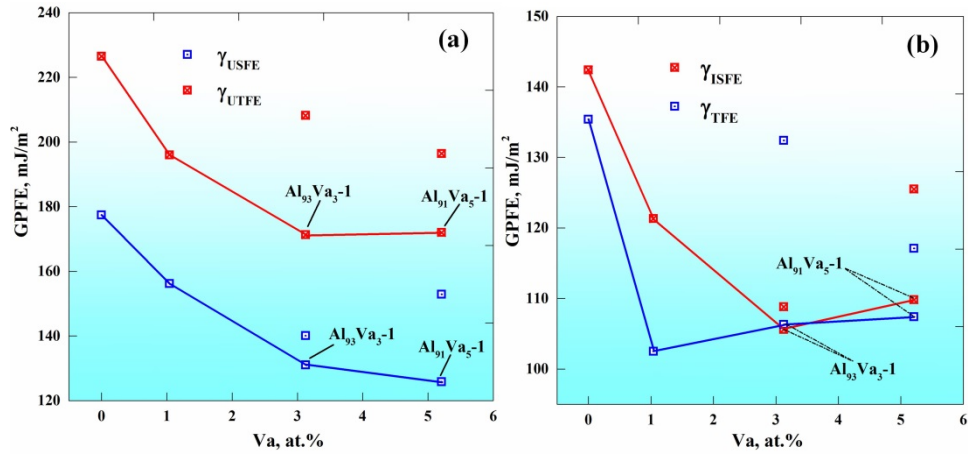 (a)
γUSFE
γUTFE
GPFE, mJ/m²
240
220
200
180
160
140
120
Al₉₃Va₃-1
Al₉₁Va₅-1
Al₉₃Va₃-1
Al₉₁Va₅-1
0 1 2 3 4 5 6
Va, at.%
(b)
γISFE
γTFE
GPFE, mJ/m²
150
140
130
120
110
100
Al₉₁Va₅-1
Al₉₃Va₃-1
0 1 2 3 4 5 6
Va, at.%